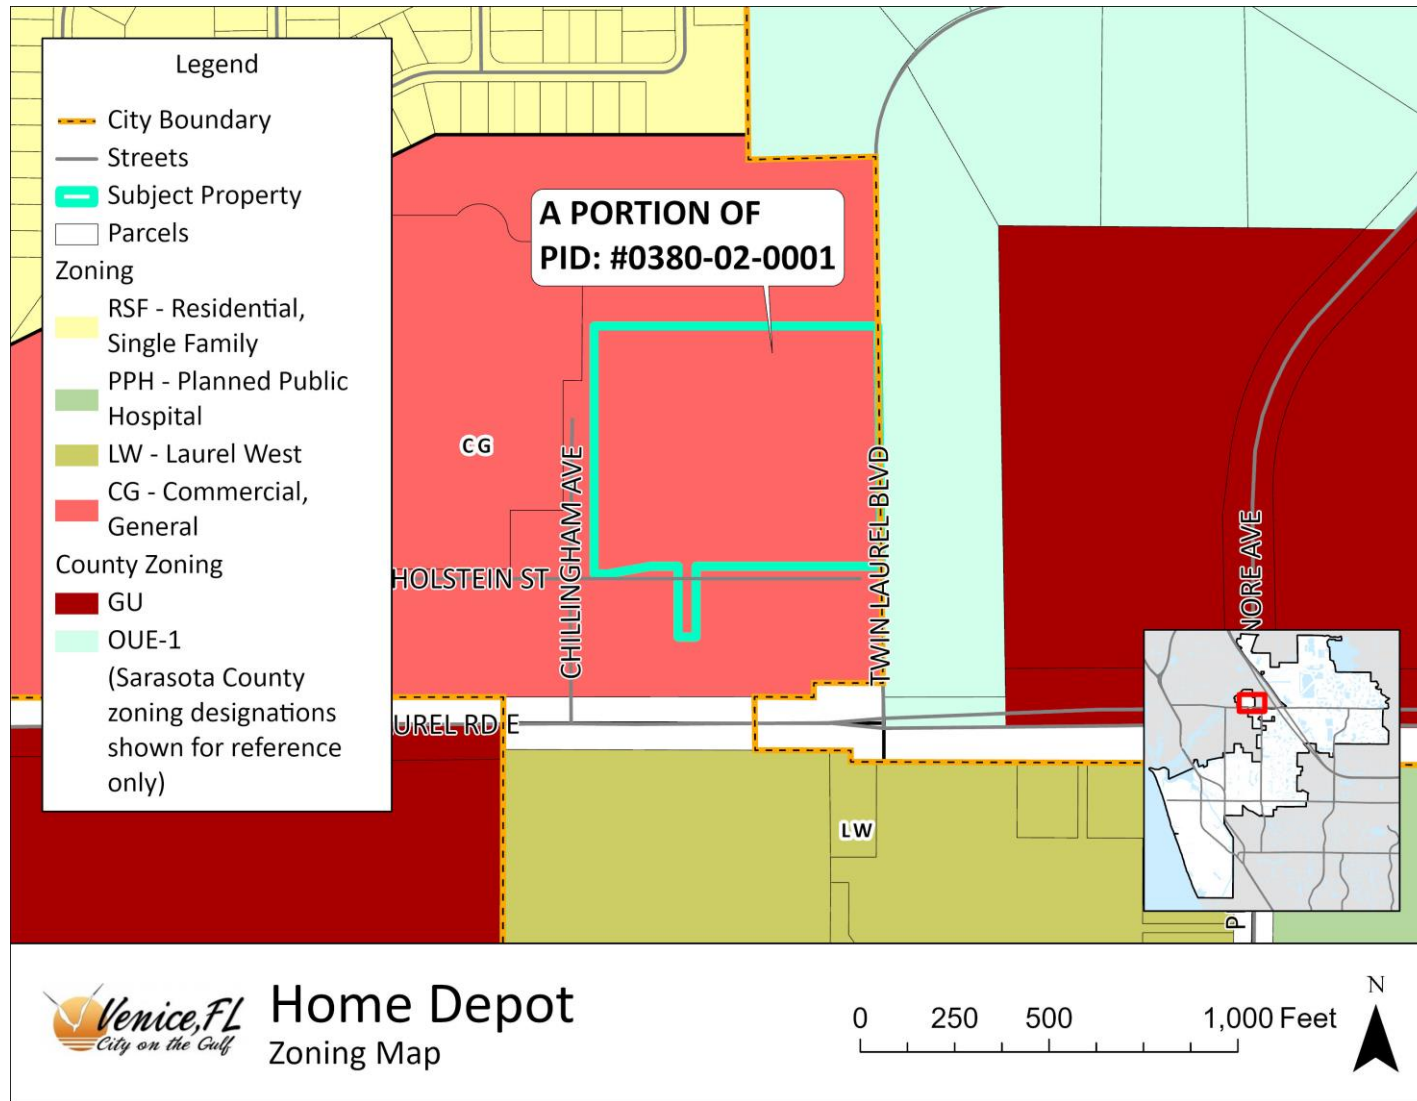 Legend
City Boundary
Streets
Subject Property
Parcels
Zoning
RSF - Residential,
Single Family
PPH - Planned Public
Hospital
LW - Laurel West
CG - Commercial,
General
County Zoning
GU
OUE-1
(Sarasota County
zoning designations
shown for reference
only)
A PORTION OF
PID: #0380-02-0001
CG
CHILLINGHAM AVE
HOLSTEIN ST
TWIN LAUREL BLVD
NORE AVE
UREL RD E
LW
P
Venice, FL
City on the Gulf
Home Depot
Zoning Map
0 250 500 1,000 Feet
N